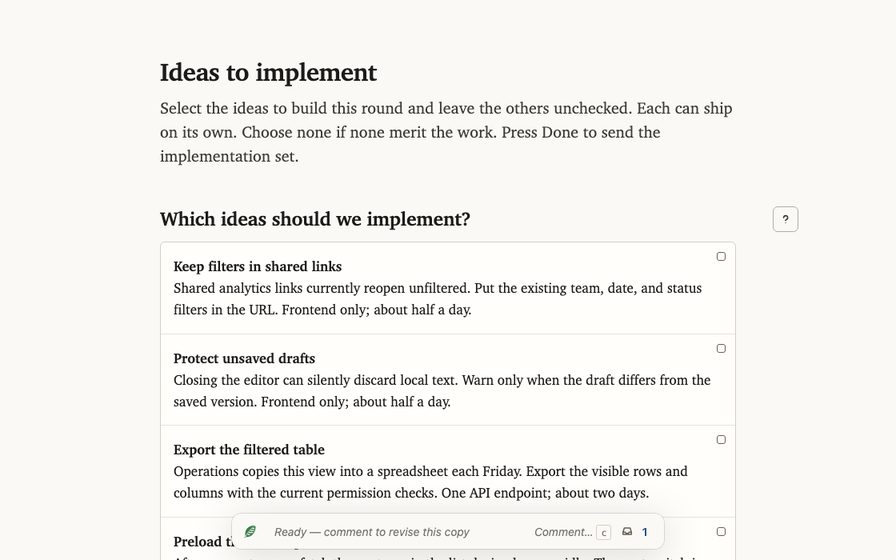 Ideas to implement
Select the ideas to build this round and leave the others unchecked. Each can ship
on its own. Choose none if none merit the work. Press Done to send the
implementation set.
Which ideas should we implement?
?
Keep filters in shared links
Shared analytics links currently reopen unfiltered. Put the existing team, date, and status
filters in the URL. Frontend only; about half a day.
Protect unsaved drafts
Closing the editor can silently discard local text. Warn only when the draft differs from the
saved version. Frontend only; about half a day.
Export the filtered table
Operations copies this view into a spreadsheet each Friday. Export the visible rows and
columns with the current permission checks. One API endpoint; about two days.
Preload
Ready — comment to revise this copy
Comment... c
1